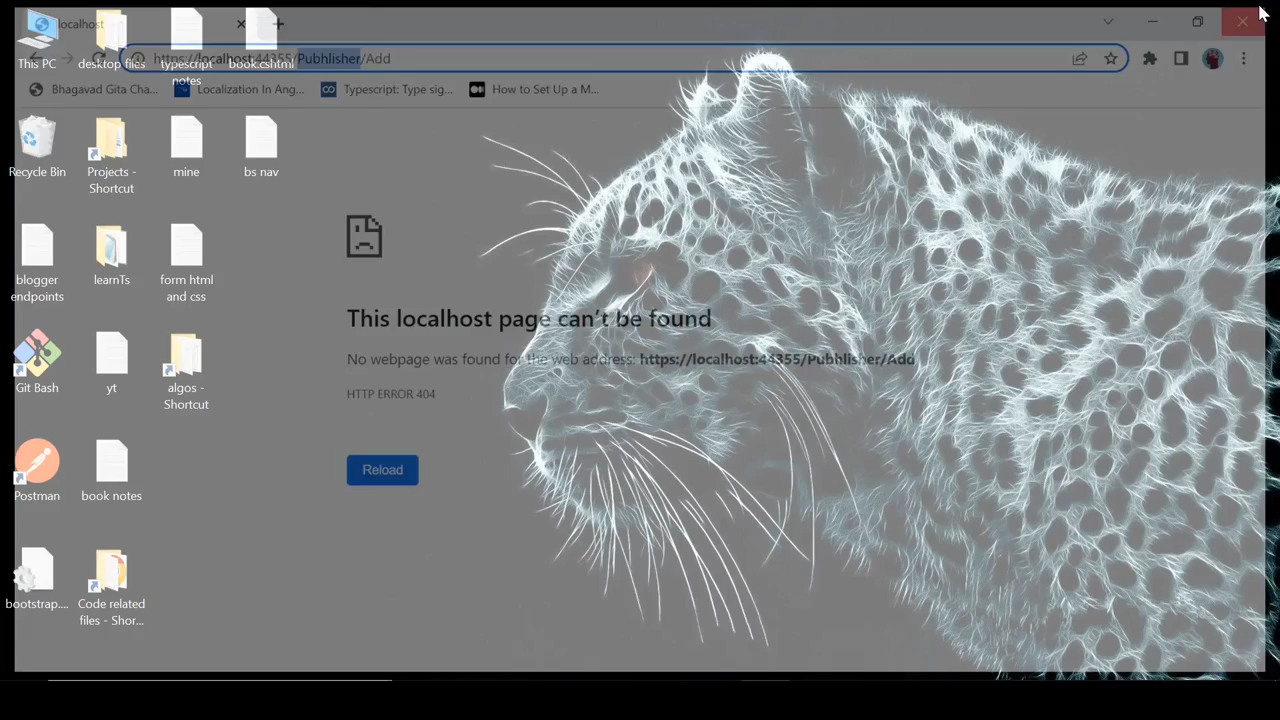 localhost
https://localhost:44355/Pubhlisher/Add
Bhagavad Gita Cha...
Localization In Ang...
Typescript: Type sig...
How to Set Up a M...
This PC
desktop files
typescript
notes
book.cshtml
Recycle Bin
Projects -
Shortcut
mine
bs nav
blogger
endpoints
learnTs
form html
and css
This localhost page can’t be found
No webpage was found for the web address: https://localhost:44355/Pubhlisher/Add
HTTP ERROR 404
Git Bash
yt
algos -
Shortcut
Reload
Postman
book notes
bootstrap....
Code related
files - Shor...